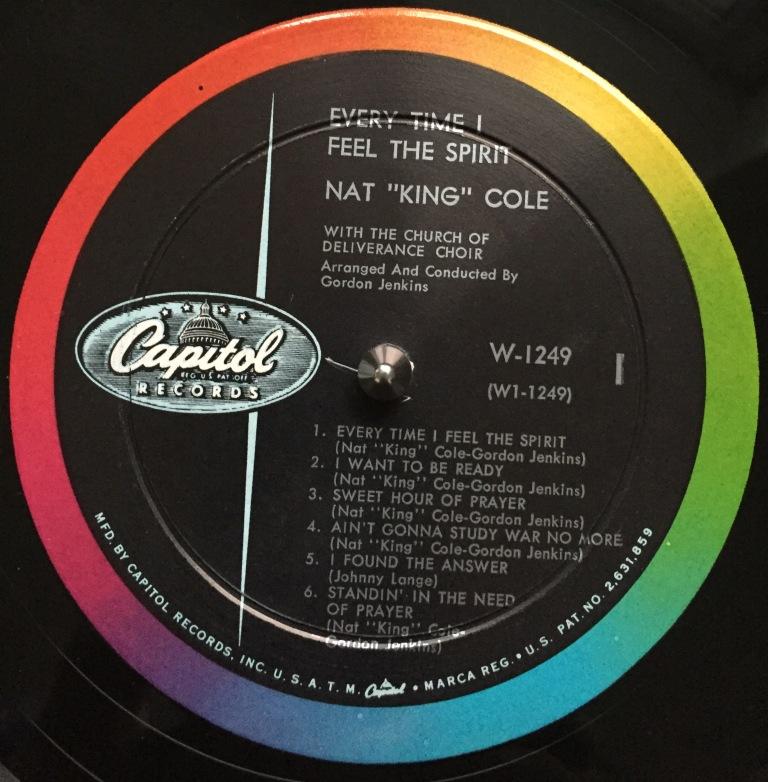 EVERY TIME I
FEEL THE SPIRIT
NAT "KING" COLE
WITH THE CHURCH OF
DELIVERANCE CHOIR
Arranged And Conducted By
Gordon Jenkins
Capitol
REG U.S. PAT. OFF.
RECORDS
W-1249
(W1-1249)
1
1. EVERY TIME I FEEL THE SPIRIT
(Nat "King" Cole-Gordon Jenkins)
2. I WANT TO BE READY
(Nat "King" Cole-Gordon Jenkins)
3. SWEET HOUR OF PRAYER
(Nat "King" Cole-Gordon Jenkins)
4. AIN'T GONNA STUDY WAR NO MORE
(Nat "King" Cole-Gordon Jenkins)
5. I FOUND THE ANSWER
(Johnny Lange)
6. STANDIN' IN THE NEED
OF PRAYER
(Nat "King" Cole-
Gordon Jenkins)
MFD. BY CAPITOL RECORDS, INC. U. S. A. T. M. Capitol • MARCA REG. • U. S. PAT. NO. 2,631,859